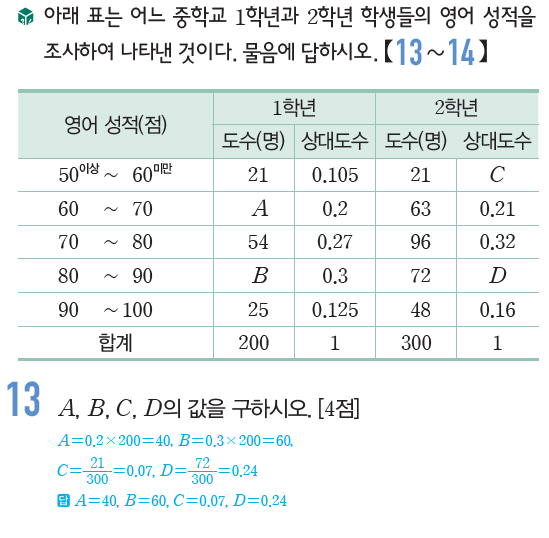 아래 표는 어느 중학교 1학년과 2학년 학생들의 영어 성적을
조사하여 나타낸 것이다. 물음에 답하시오.【13~14】
영어 성적(점) 1학년 2학년
도수(명) 상대도수 도수(명) 상대도수
50이상~ 60미만 21 0.105 21 C
60 ~ 70 A 0.2 63 0.21
70 ~ 80 54 0.27 96 0.32
80 ~ 90 B 0.3 72 D
90 ~100 25 0.125 48 0.16
합계 200 1 300 1
13 A, B, C, D의 값을 구하시오. [4점]
A=0.2×200=40, B=0.3×200=60,
C=21/300=0.07, D=72/300=0.24
답 A=40, B=60, C=0.07, D=0.24